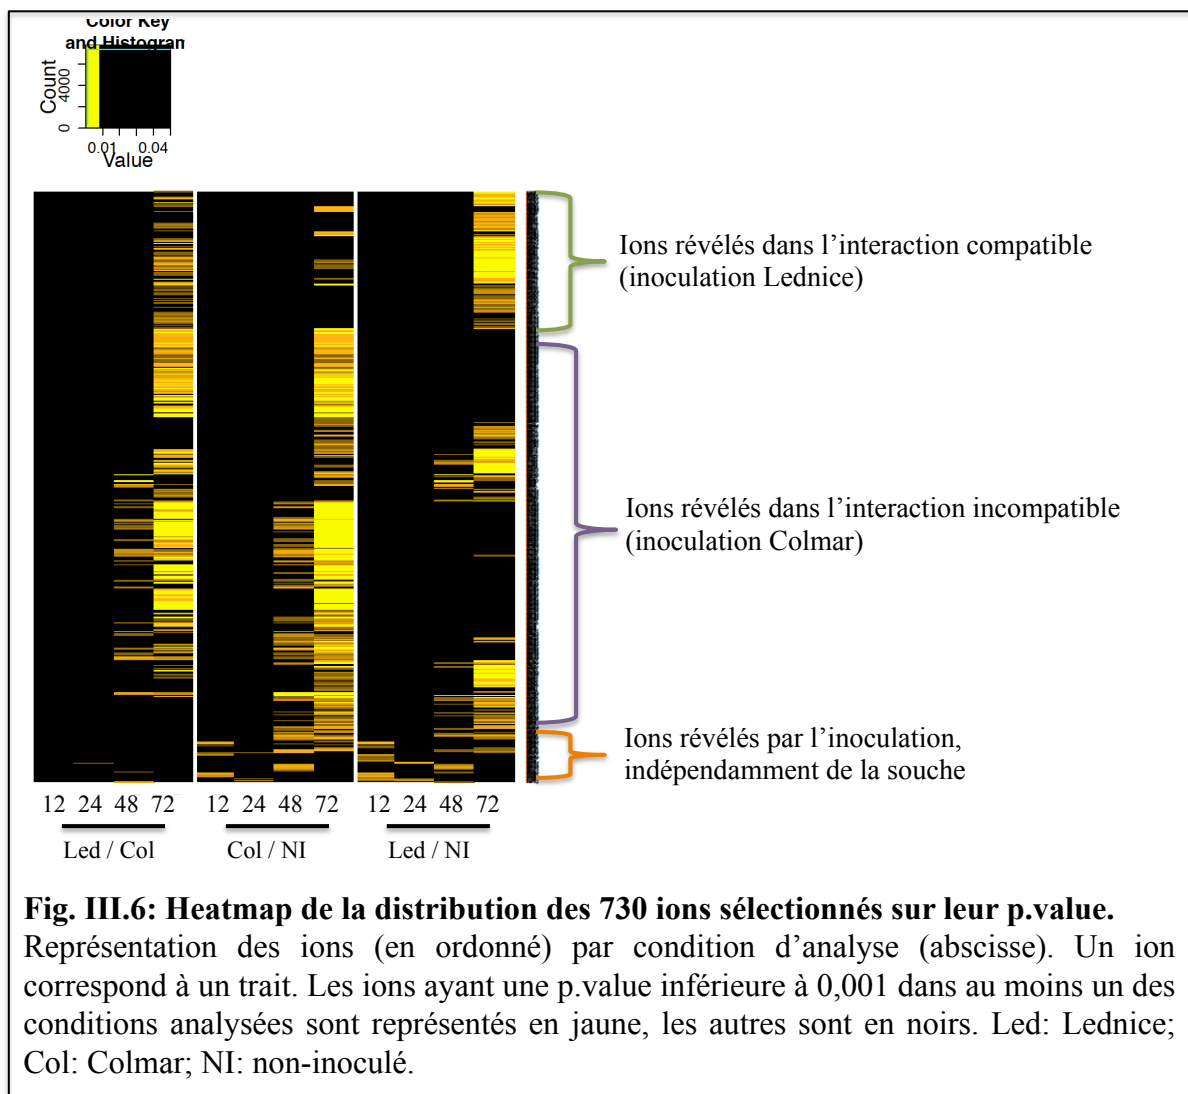 Color Key
and Histogram
Count
0
4000
0.01
0.04
Value
Ions révélés dans l’interaction compatible
(inoculation Lednice)
Ions révélés dans l’interaction incompatible
(inoculation Colmar)
Ions révélés par l’inoculation,
indépendamment de la souche
12 24 48 72 12 24 48 72 12 24 48 72
Led / Col Col / NI Led / NI
Fig. III.6: Heatmap de la distribution des 730 ions sélectionnés sur leur p.value.
Représentation des ions (en ordonné) par condition d’analyse (abscisse). Un ion
correspond à un trait. Les ions ayant une p.value inférieure à 0,001 dans au moins un des
conditions analysées sont représentés en jaune, les autres sont en noirs. Led: Lednice;
Col: Colmar; NI: non-inoculé.